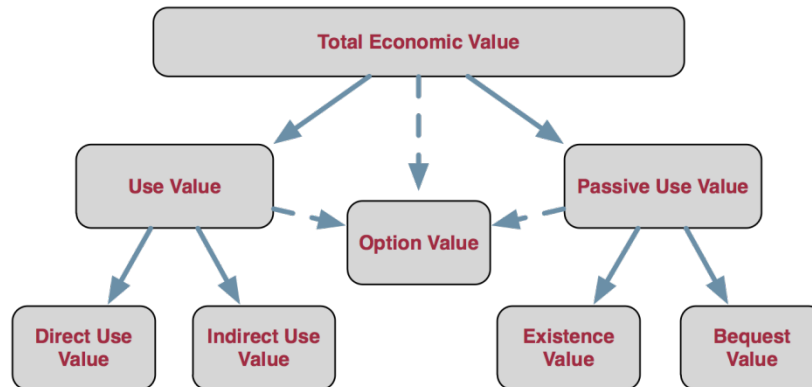 Total Economic Value
Use Value
Passive Use Value
Option Value
Direct Use
Value
Indirect Use
Value
Existence
Value
Bequest
Value